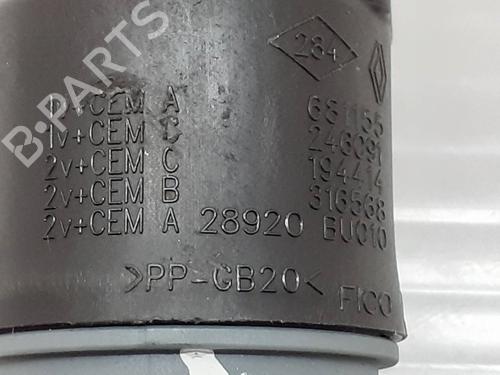 B-PARTS
284
1v+CEM A 681155
1v+CEM C 246091
2v+CEM C 194414
2v+CEM B 316568
2v+CEM A 28920 BU010
>PP-GB20< FICO